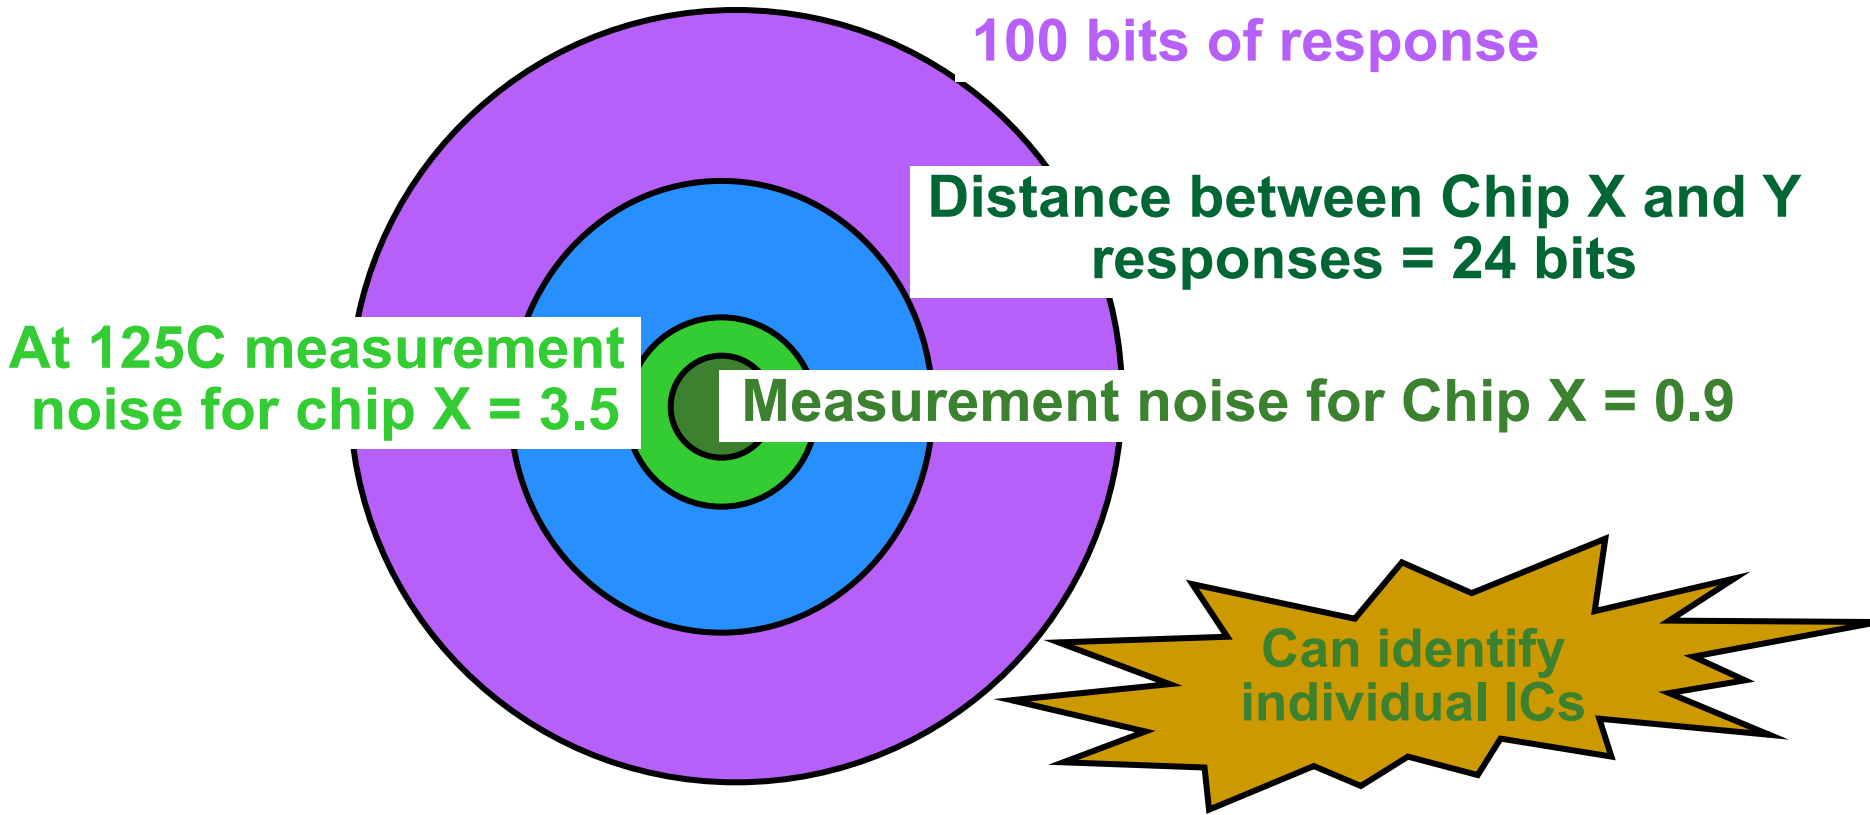 100 bits of response
Distance between Chip X and Y
responses = 24 bits
At 125C measurement
noise for chip X = 3.5
Measurement noise for Chip X = 0.9
Can identify
individual ICs